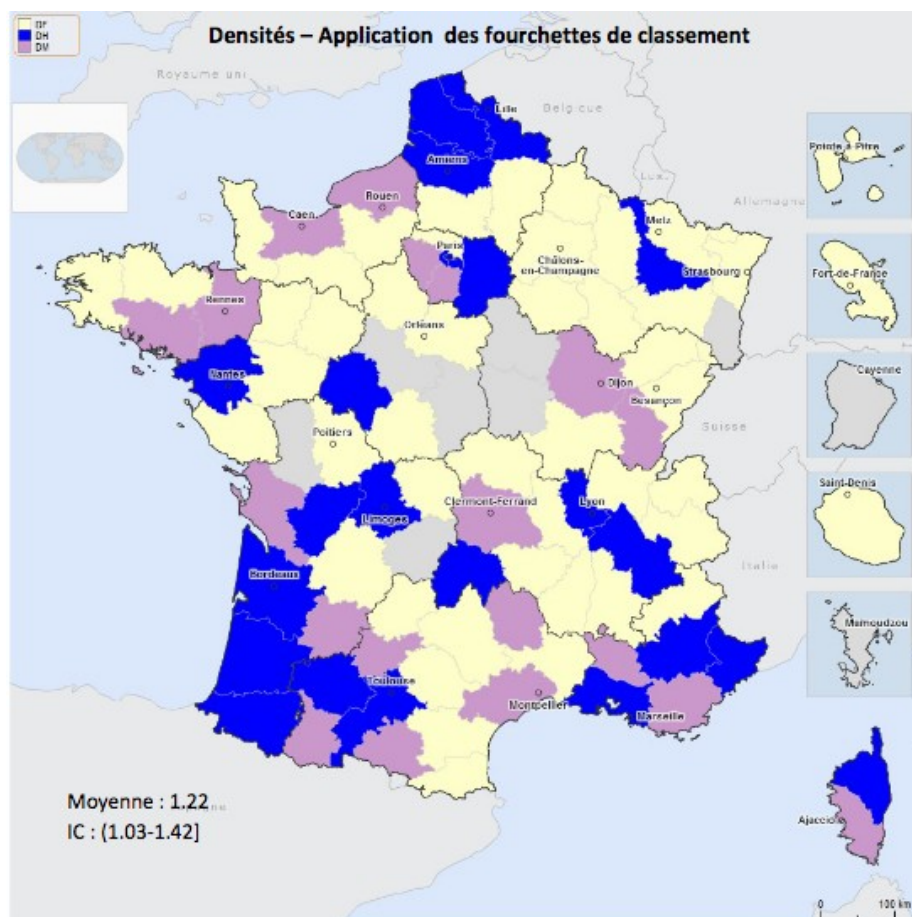 DF
DH
DM
Densités – Application des fourchettes de classement
Royaume uni
Belgique
Lille
Amiens
Lux.
Allemagne
Pointe à Pitre
Rouen
Caen
Metz
Paris
Châlons-
en-Champagne
Strasbourg
Fort-de-France
Rennes
Orléans
Nantes
Dijon
Besançon
Cayenne
Poitiers
Suisse
Saint-Denis
Limoges
Clermont-Ferrand
Lyon
Bordeaux
Italia
Mamoudzou
Toulouse
Montpellier
Marseille
Moyenne : 1.22
IC : (1.03-1.42]
Ajaccio
0 100 km